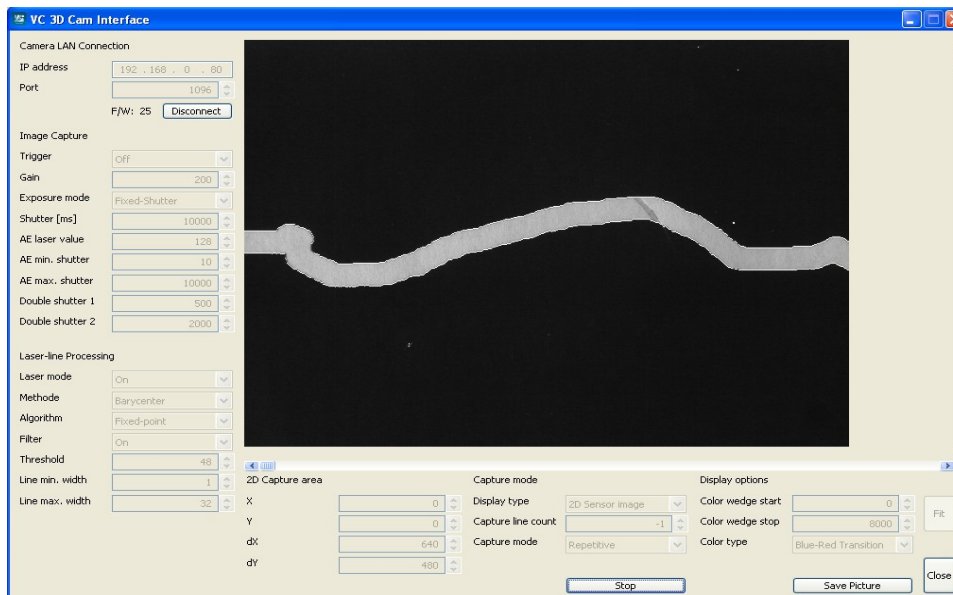 VC 3D Cam Interface
Camera LAN Connection
IP address 192 . 168 . 0 . 80
Port 1096
F/W: 25 Disconnect
Image Capture
Trigger Off
Gain 200
Exposure mode Fixed-Shutter
Shutter [ms] 10000
AE laser value 128
AE min. shutter 10
AE max. shutter 10000
Double shutter 1 500
Double shutter 2 2000
Laser-line Processing
Laser mode On
Methode Barycenter
Algorithm Fixed-point
Filter On
Threshold 48
Line min. width 1
Line max. width 32
2D Capture area
X 0
Y 0
dX 640
dY 480
Capture mode
Display type 2D Sensor image
Capture line count -1
Capture mode Repetitive
Stop
Display options
Color wedge start 0
Color wedge stop 8000
Color type Blue-Red Transition
Save Picture
Fit
Close